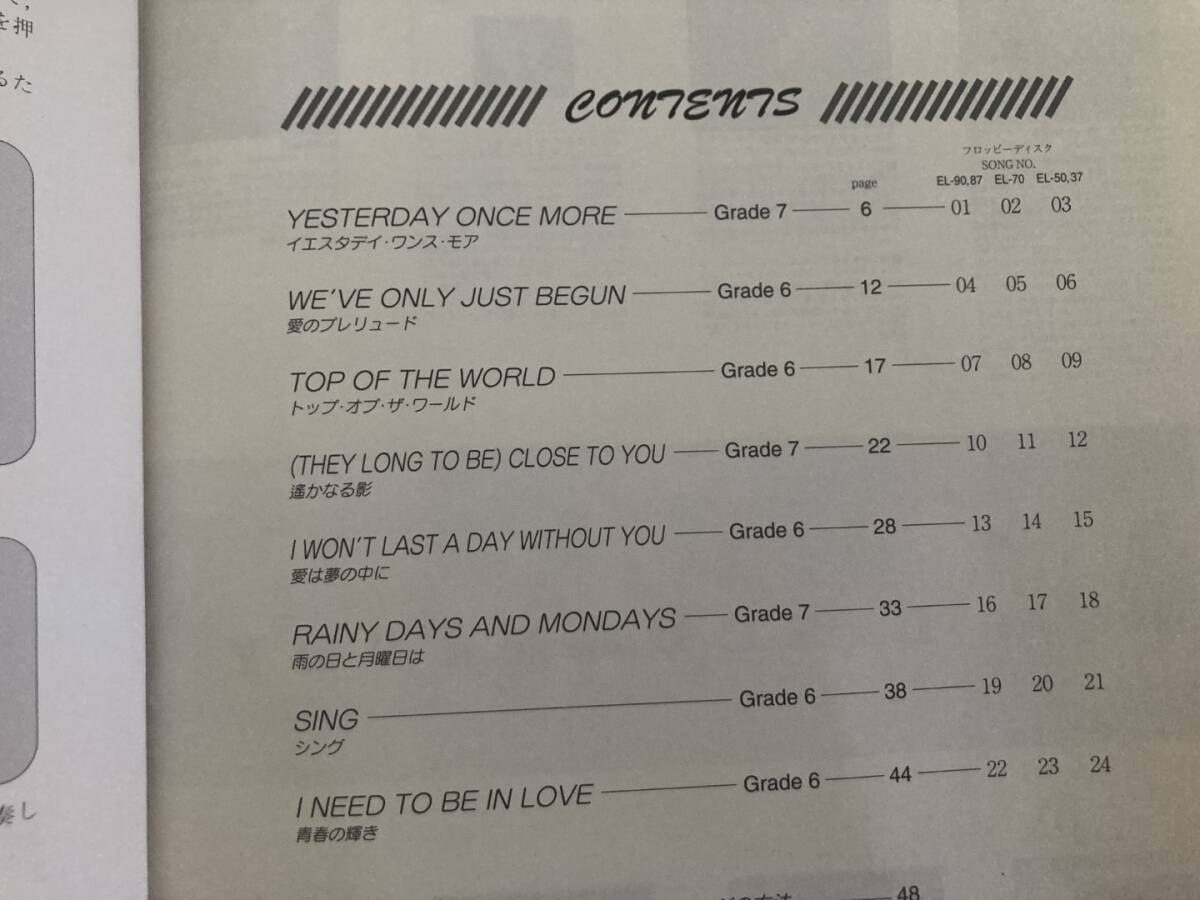 を押
るた
奏し
CONTENTS
フロッピーディスク
SONG NO.
page EL-90,87 EL-70 EL-50,37
YESTERDAY ONCE MORE Grade 7 6 01 02 03
イエスタデイ・ワンス・モア
WE'VE ONLY JUST BEGUN Grade 6 12 04 05 06
愛のプレリュード
TOP OF THE WORLD Grade 6 17 07 08 09
トップ・オブ・ザ・ワールド
(THEY LONG TO BE) CLOSE TO YOU Grade 7 22 10 11 12
遙かなる影
I WON'T LAST A DAY WITHOUT YOU Grade 6 28 13 14 15
愛は夢の中に
RAINY DAYS AND MONDAYS Grade 7 33 16 17 18
雨の日と月曜日は
SING Grade 6 38 19 20 21
シング
I NEED TO BE IN LOVE Grade 6 44 22 23 24
青春の輝き
48